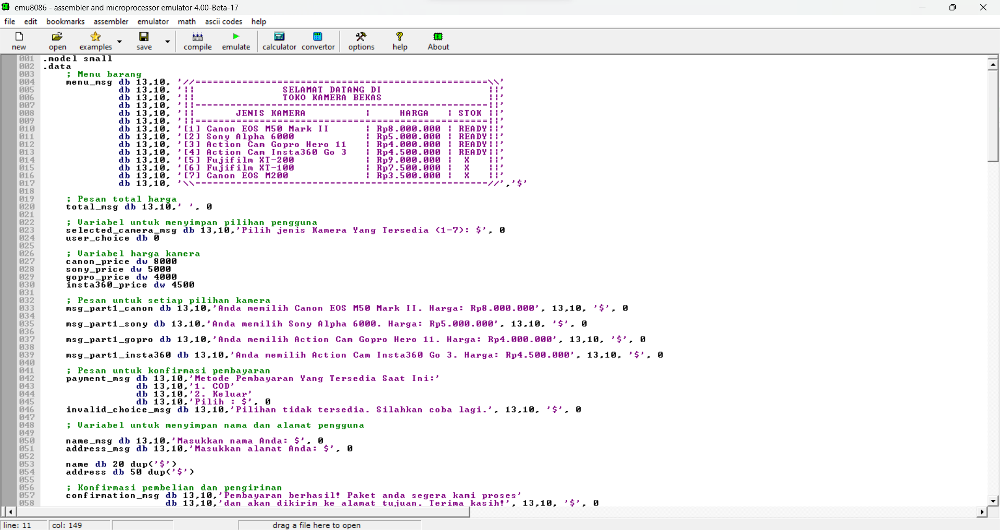 emu8086 - assembler and microprocessor emulator 4.00-Beta-17
file edit bookmarks assembler emulator math ascii codes help
new open examples save compile emulate calculator convertor options help About
001 .model small
002 .data
003 ; Menu barang
004 menu_msg db 13,10, '//==================================================\\'
005 db 13,10, '|| SELAMAT DATANG DI ||'
006 db 13,10, '|| TOKO KAMERA BEKAS ||'
007 db 13,10, '||==================================================||'
008 db 13,10, '|| JENIS KAMERA | HARGA | STOK ||'
009 db 13,10, '||==================================================||'
010 db 13,10, '[1] Canon EOS M50 Mark II | Rp8.000.000 | READY||'
011 db 13,10, '[2] Sony Alpha 6000 | Rp5.000.000 | READY||'
012 db 13,10, '[3] Action Cam Gopro Hero 11 | Rp4.000.000 | READY||'
013 db 13,10, '[4] Action Cam Insta360 Go 3 | Rp4.500.000 | READY||'
014 db 13,10, '[5] Fujifilm XT-200 | Rp9.000.000 | X ||'
015 db 13,10, '[6] Fujifilm XT-100 | Rp7.500.000 | X ||'
016 db 13,10, '[7] Canon EOS M200 | Rp3.500.000 | X ||'
017 db 13,10, '\\==================================================//','$'
018
019 ; Pesan total harga
020 total_msg db 13,10,' ', 0
021
022 ; Variabel untuk menyimpan pilihan pengguna
023 selected_camera_msg db 13,10,'Pilih jenis Kamera Yang Tersedia (1-7): $', 0
024 user_choice db 0
025
026 ; Variabel harga kamera
027 canon_price dw 8000
028 sony_price dw 5000
029 gopro_price dw 4000
030 insta360_price dw 4500
031
032 ; Pesan untuk setiap pilihan kamera
033 msg_part1_canon db 13,10,'Anda memilih Canon EOS M50 Mark II. Harga: Rp8.000.000', 13,10, '$', 0
034
035 msg_part1_sony db 13,10,'Anda memilih Sony Alpha 6000. Harga: Rp5.000.000', 13,10, '$', 0
036
037 msg_part1_gopro db 13,10,'Anda memilih Action Cam Gopro Hero 11. Harga: Rp4.000.000', 13,10, '$', 0
038
039 msg_part1_insta360 db 13,10,'Anda memilih Action Cam Insta360 Go 3. Harga: Rp4.500.000', 13,10, '$', 0
040
041 ; Pesan untuk konfirmasi pembayaran
042 payment_msg db 13,10,'Metode Pembayaran Yang Tersedia Saat Ini:'
043 db 13,10,'1. COD'
044 db 13,10,'2. Keluar'
045 db 13,10,'Pilih : $', 0
046 invalid_choice_msg db 13,10,'Pilihan tidak tersedia. Silahkan coba lagi.', 13,10, '$', 0
047
048 ; Variabel untuk menyimpan nama dan alamat pengguna
049
050 name_msg db 13,10,'Masukkan nama Anda: $', 0
051 address_msg db 13,10,'Masukkan alamat Anda: $', 0
052
053 name db 20 dup('$')
054 address db 50 dup('$')
055
056 ; Konfirmasi pembelian dan pengiriman
057 confirmation_msg db 13,10,'Pembayaran berhasil! Paket anda segera kami proses'
058 db 13,10,'dan akan dikirim ke alamat tujuan. Terima kasih!', 13,10, '$', 0
line: 11 col: 149 drag a file here to open